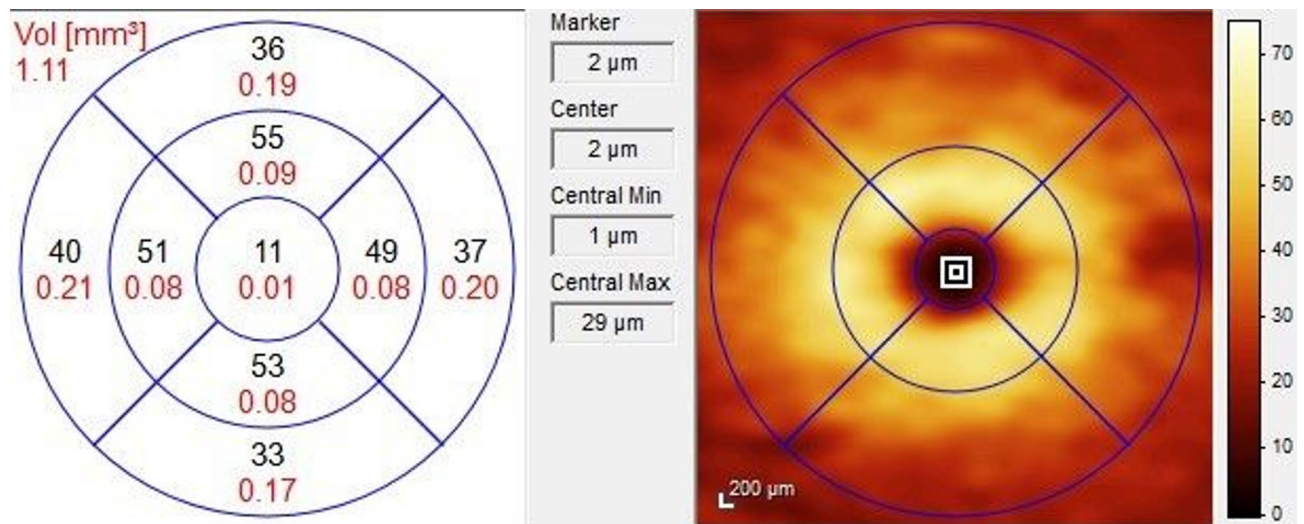 Vol [mm³]
1.11
36
0.19
55
0.09
40
0.21
51
0.08
11
0.01
49
0.08
37
0.20
53
0.08
33
0.17
Marker
2 µm
Center
2 µm
Central Min
1 µm
Central Max
29 µm
200 µm
70
60
50
40
30
20
10
0